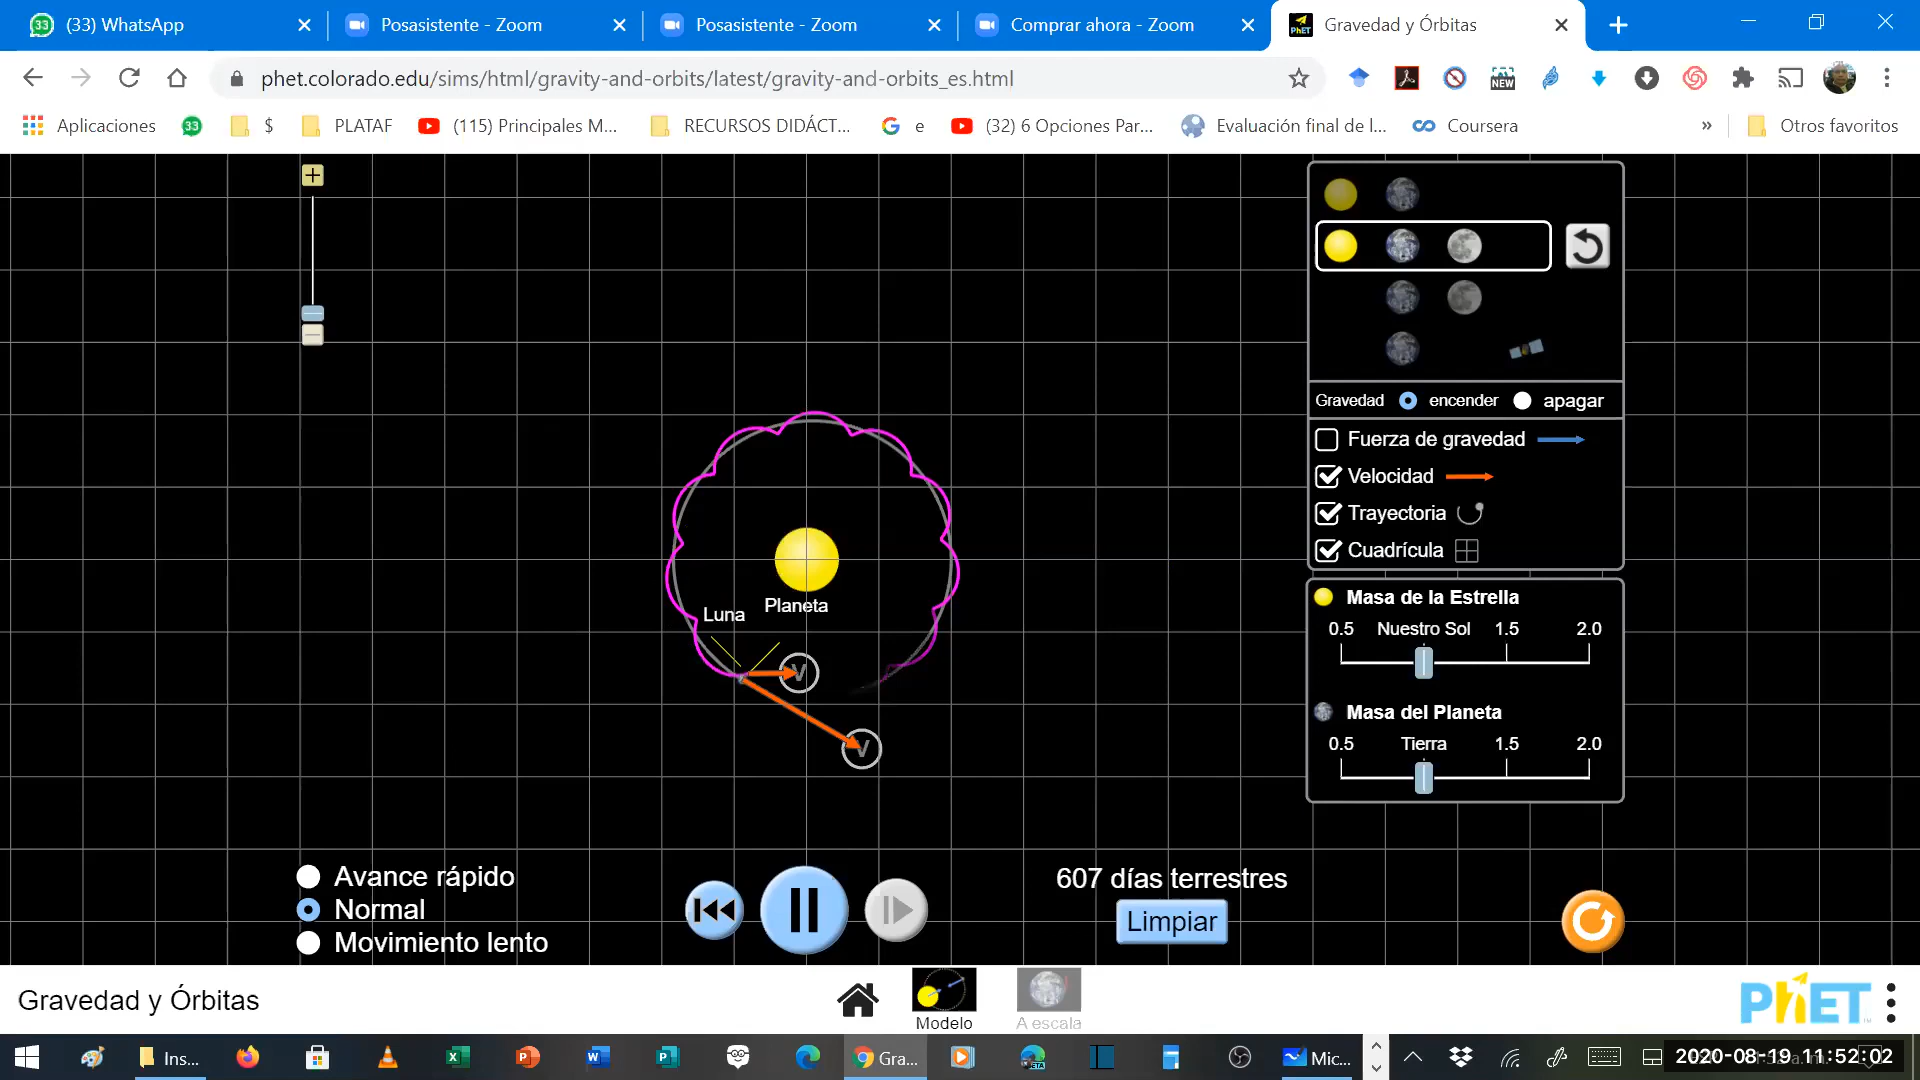 (33) WhatsApp
Posasistente - Zoom
Posasistente - Zoom
Comprar ahora - Zoom
Gravedad y Órbitas
phet.colorado.edu/sims/html/gravity-and-orbits/latest/gravity-and-orbits_es.html
NEW
Aplicaciones
33
$
PLATAF
(115) Principales M...
RECURSOS DIDÁCT...
e
(32) 6 Opciones Par...
Evaluación final de l...
Coursera
»
Otros favoritos
Gravedad
encender
apagar
Fuerza de gravedad
Velocidad
Trayectoria
Cuadrícula
Masa de la Estrella
0.5 Nuestro Sol 1.5 2.0
Masa del Planeta
0.5 Tierra 1.5 2.0
Planeta
Luna
V
V
Avance rápido
Normal
Movimiento lento
607 días terrestres
Limpiar
Gravedad y Órbitas
Modelo
A escala
PhET
Ins...
Gra...
Mic...
2020-08-19 11:52:02